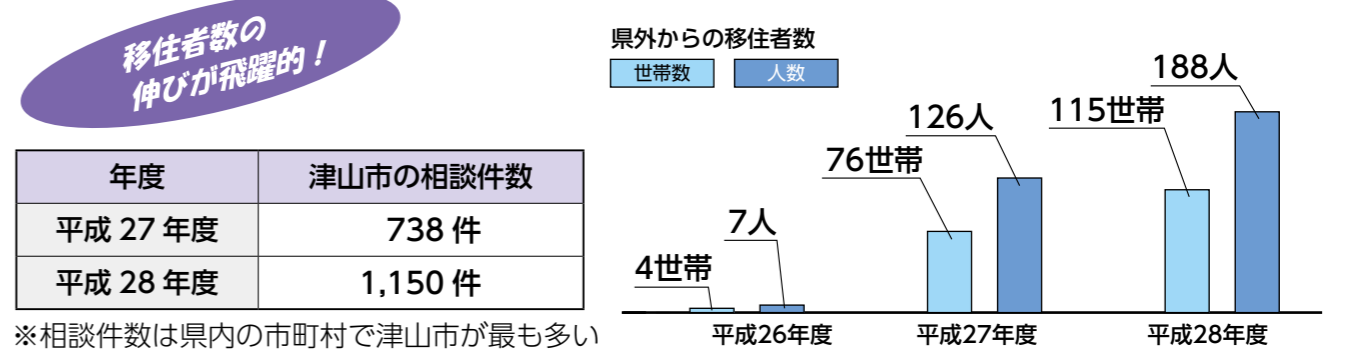 移住者数の
伸びが飛躍的！
年度 津山市の相談件数
平成 27 年度 738 件
平成 28 年度 1,150 件
※相談件数は県内の市町村で津山市が最も多い
県外からの移住者数
世帯数 人数
4世帯
7人
76世帯
126人
115世帯
188人
平成26年度 平成27年度 平成28年度